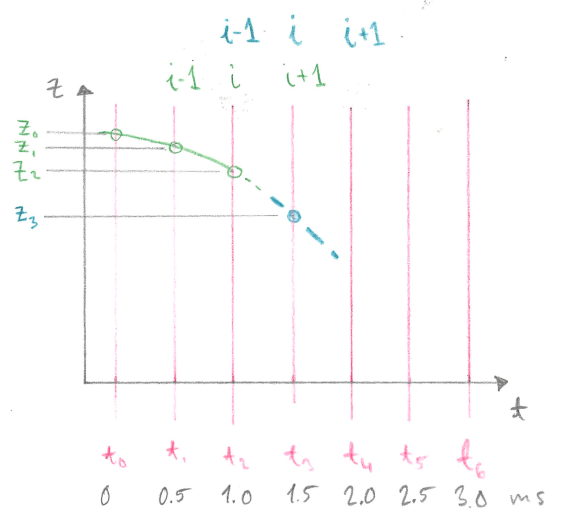 i-1 i i+1
i-1 i i+1
z
z₀
z₁
z₂
z₃
t
t₀ t₁ t₂ t₃ t₄ t₅ t₆
0 0.5 1.0 1.5 2.0 2.5 3.0 ms